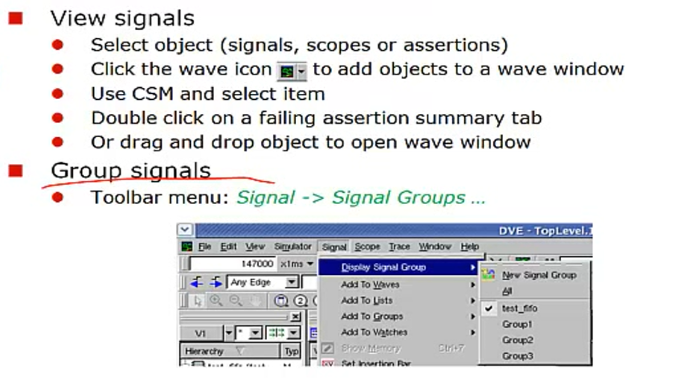 View signals
Select object (signals, scopes or assertions)
Click the wave icon to add objects to a wave window
Use CSM and select item
Double click on a failing assertion summary tab
Or drag and drop object to open wave window
Group signals
Toolbar menu: Signal -> Signal Groups ...
DVE - TopLevel.1
File Edit View Simulator Signal Scope Trace Window Help
147000 x1ms
Display Signal Group
New Signal Group
Any Edge
Add To Waves
All
Add To Lists
test_fifo
Add To Groups
Group1
V1
Add To Watches
Group2
Hierarchy Typ
Show Memory Ctrl+7
Group3
Set Insertion Bar